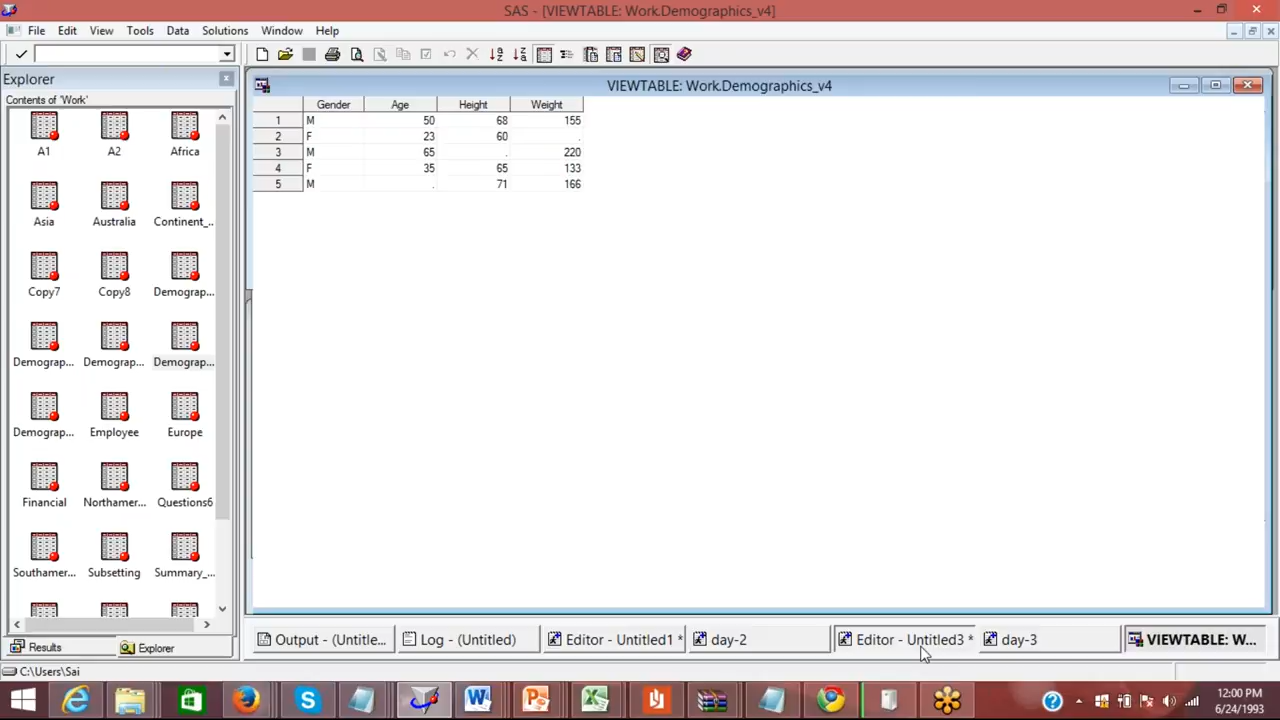 SAS - [VIEWTABLE: Work.Demographics_v4]
File Edit View Tools Data Solutions Window Help
Explorer
Contents of 'Work'
A1 A2 Africa
Asia Australia Continent_...
Copy7 Copy8 Demograp...
Demograp... Demograp... Demograp...
Demograp... Employee Europe
Financial Northamer... Questions6
Southamer... Subsetting Summary_...
VIEWTABLE: Work.Demographics_v4
Gender Age Height Weight
1 M 50 68 155
2 F 23 60 .
3 M 65 . 220
4 F 35 65 133
5 M . 71 166
Results Explorer
Output - (Untitle... Log - (Untitled) Editor - Untitled1 * day-2 Editor - Untitled3 * day-3 VIEWTABLE: W...
C:\Users\Sai
12:00 PM
6/24/1993